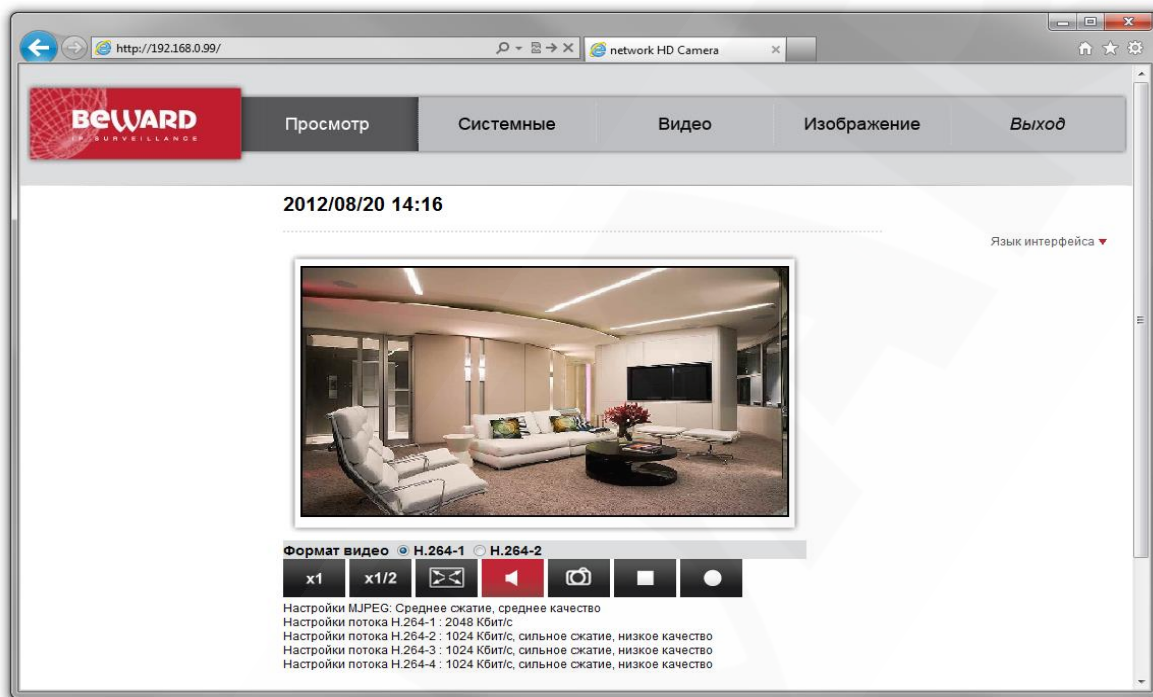 http://192.168.0.99/
network HD Camera
BEWARD
IP SURVEILLANCE
Просмотр
Системные
Видео
Изображение
Выход
2012/08/20 14:16
Язык интерфейса
Формат видео H.264-1 H.264-2
x1
x1/2
Настройки MJPEG: Среднее сжатие, среднее качество
Настройки потока H.264-1 : 2048 Кбит/с
Настройки потока H.264-2 : 1024 Кбит/с, сильное сжатие, низкое качество
Настройки потока H.264-3 : 1024 Кбит/с, сильное сжатие, низкое качество
Настройки потока H.264-4 : 1024 Кбит/с, сильное сжатие, низкое качество